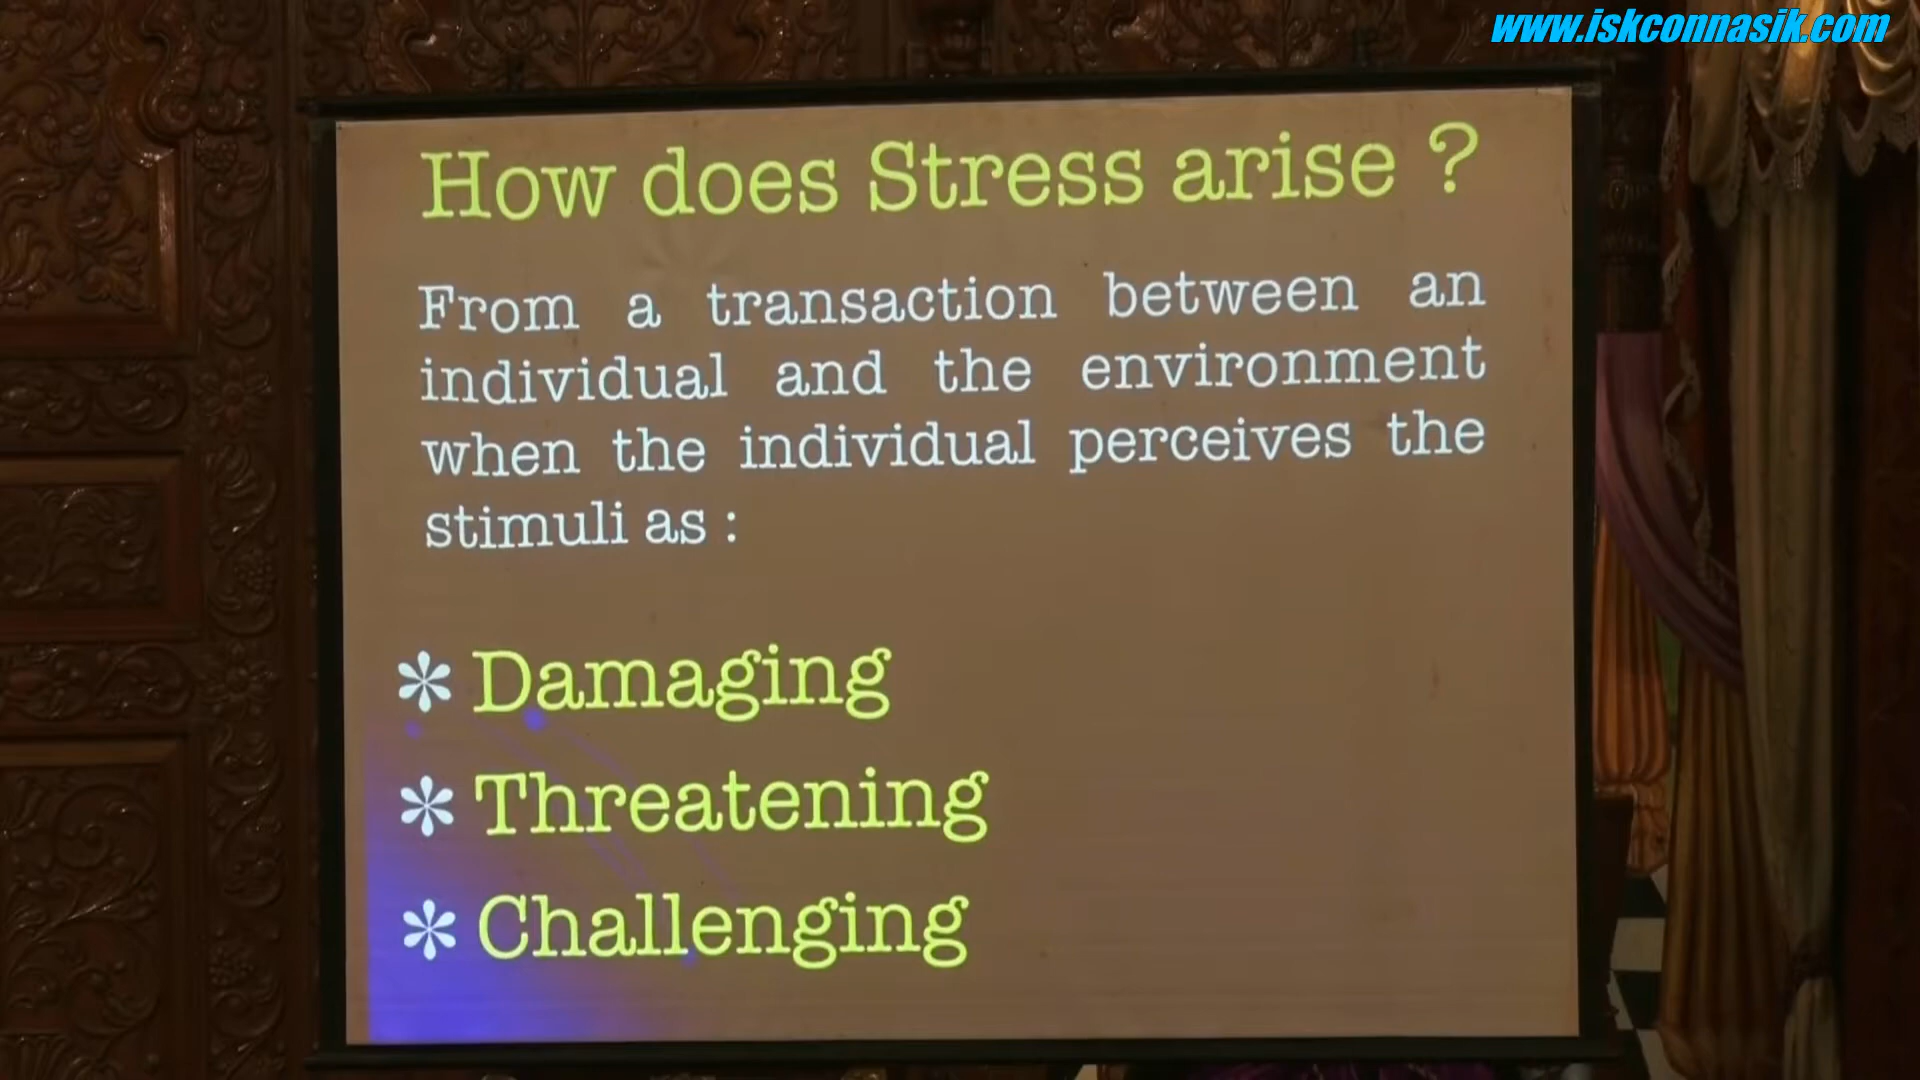 www.iskconnasik.com
How does Stress arise ?
From a transaction between an
individual and the environment
when the individual perceives the
stimuli as :
* Damaging
* Threatening
* Challenging